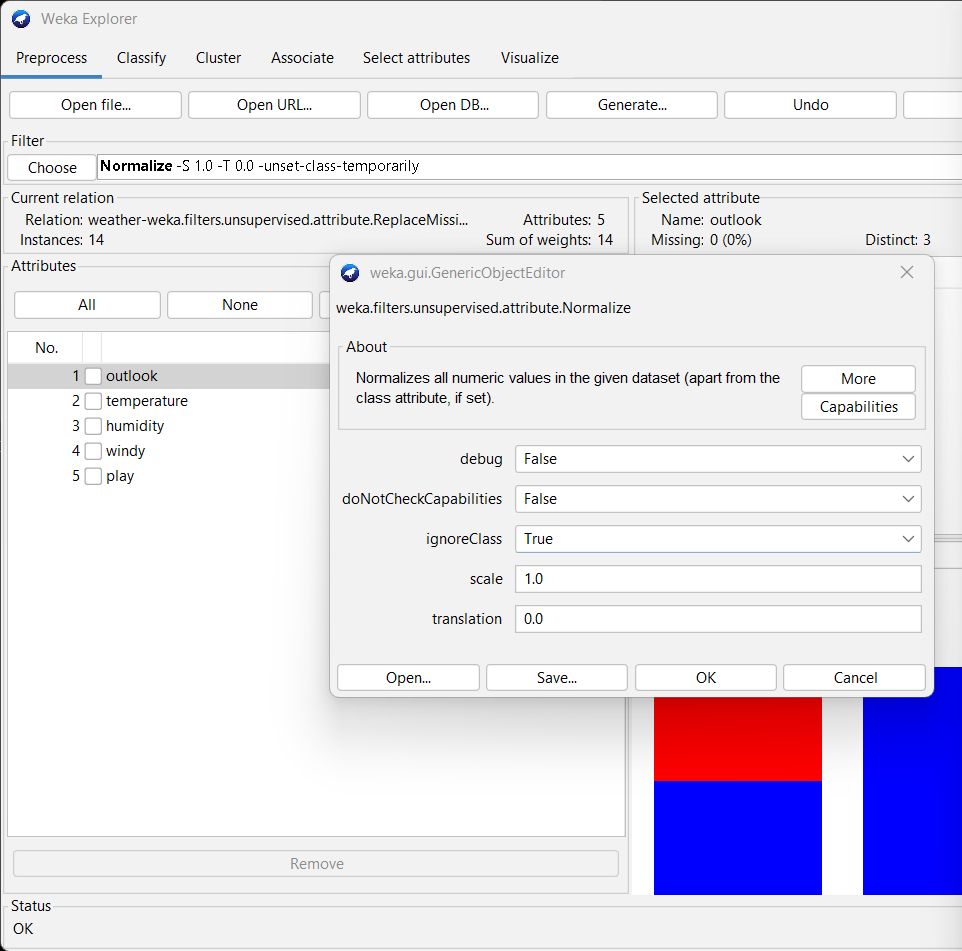 Weka Explorer
Preprocess Classify Cluster Associate Select attributes Visualize
Open file... Open URL... Open DB... Generate... Undo
Filter
Choose Normalize -S 1.0 -T 0.0 -unset-class-temporarily
Current relation
Relation: weather-weka.filters.unsupervised.attribute.ReplaceMissi... Attributes: 5
Instances: 14 Sum of weights: 14
Selected attribute
Name: outlook
Missing: 0 (0%) Distinct: 3
Attributes
All None
No.
1 outlook
2 temperature
3 humidity
4 windy
5 play
Remove
weka.gui.GenericObjectEditor
weka.filters.unsupervised.attribute.Normalize
About
Normalizes all numeric values in the given dataset (apart from the
class attribute, if set).
More
Capabilities
debug False
doNotCheckCapabilities False
ignoreClass True
scale 1.0
translation 0.0
Open... Save... OK Cancel
Status
OK